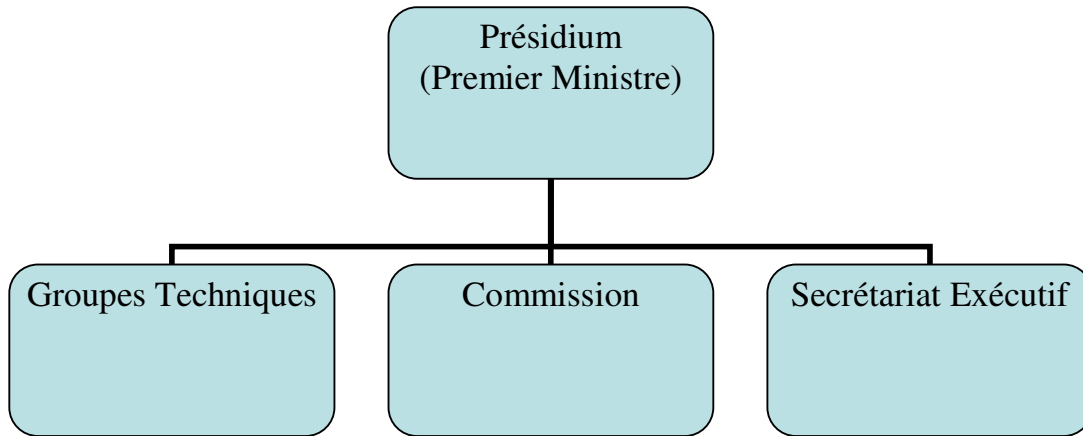 Présidium
(Premier Ministre)
Groupes Techniques
Commission
Secrétariat Exécutif